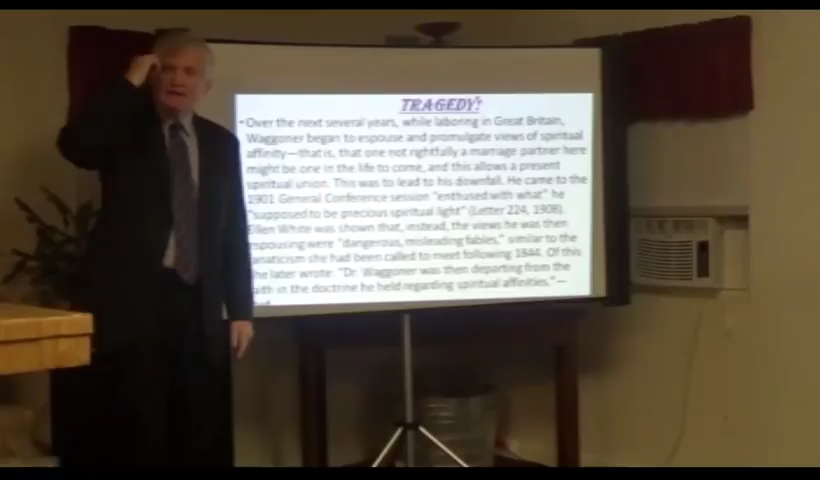 TRAGEDY!
•Over the next several years, while laboring in Great Britain,
Waggoner began to espouse and promulgate views of spiritual
affinity—that is, that one not rightfully a marriage partner here
might be one in the life to come, and this allows a present
spiritual union. This was to lead to his downfall. He came to the
1901 General Conference session "enthused with what" he
"supposed to be precious spiritual light" (Letter 224, 1908).
Ellen White was shown that, instead, the views he was then
espousing were "dangerous, misleading fables," similar to the
fanaticism she had been called to meet following 1844. Of this
she later wrote: "Dr. Waggoner was then departing from the
faith in the doctrine he held regarding spiritual affinities."—